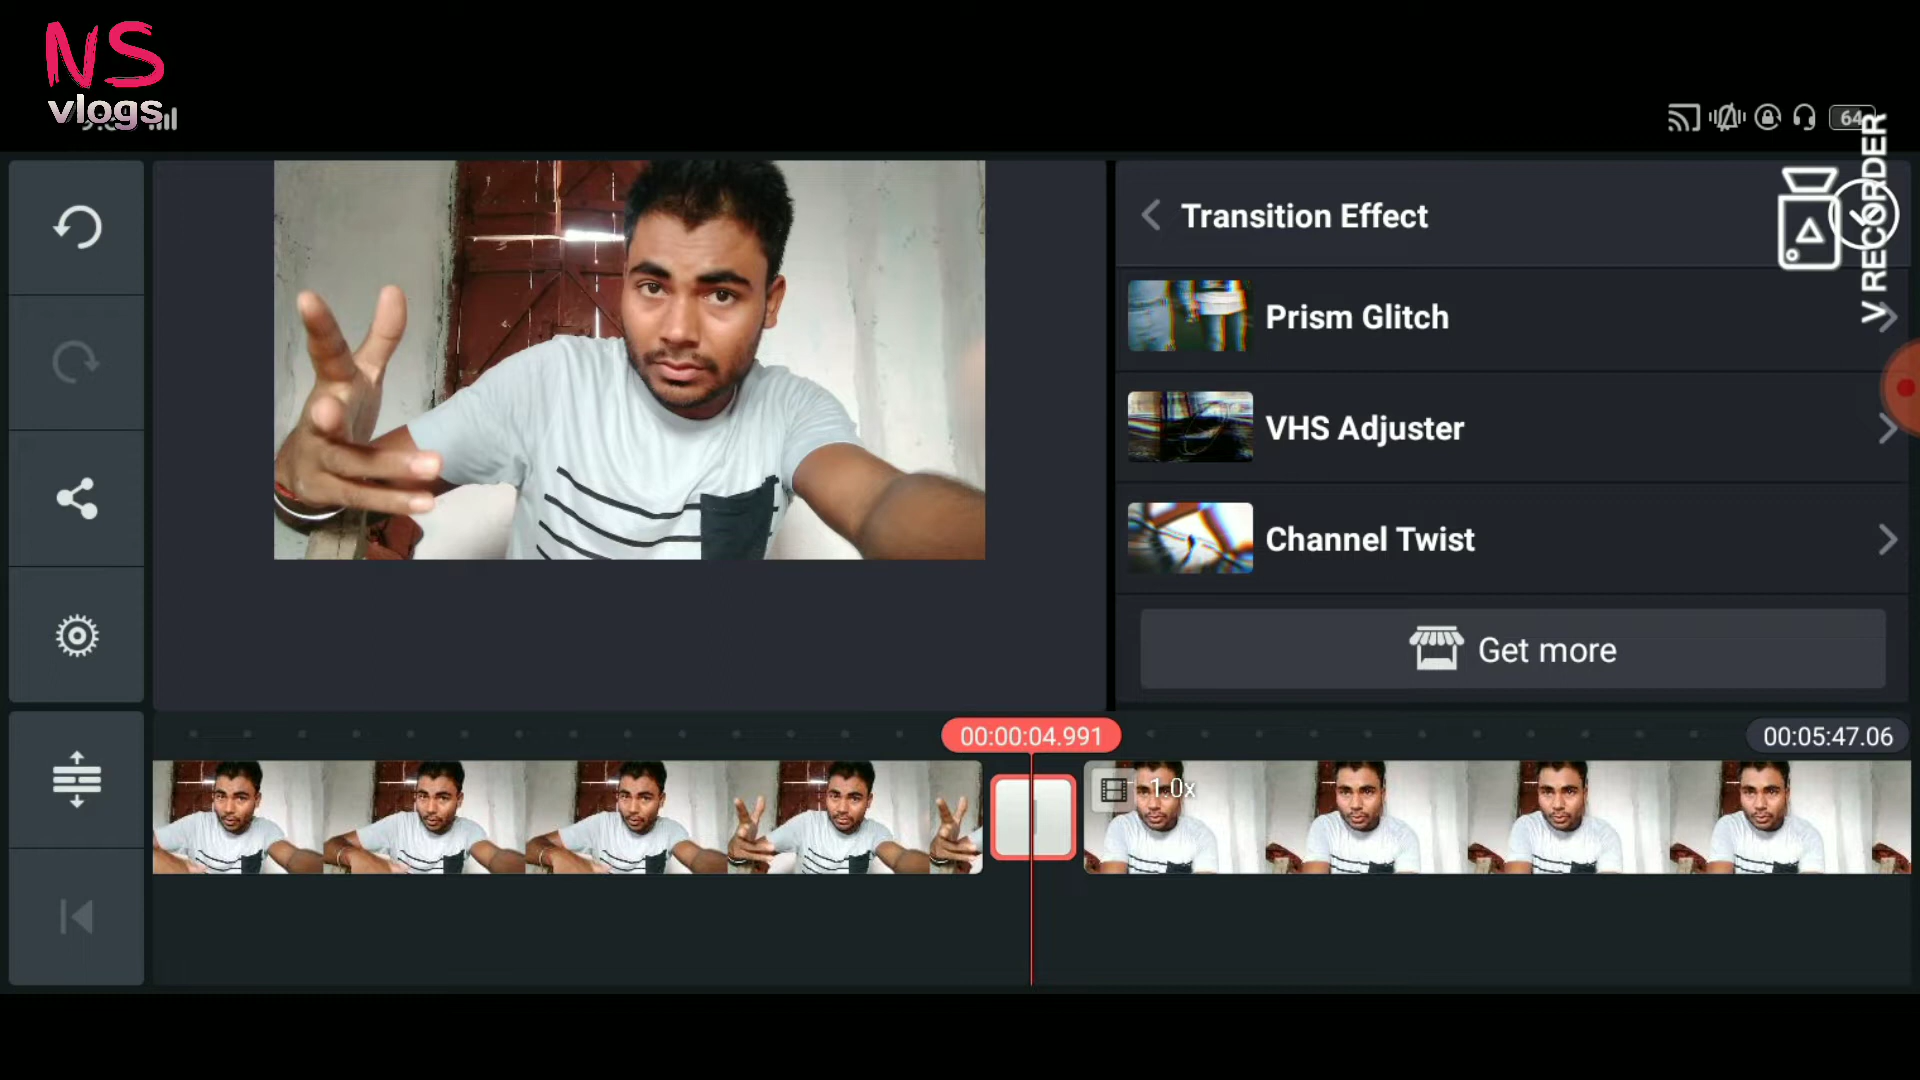 NS
vlogs
64
V RECORDER
Transition Effect
Prism Glitch
VHS Adjuster
Channel Twist
Get more
00:00:04.991
00:05:47.06
1.0x